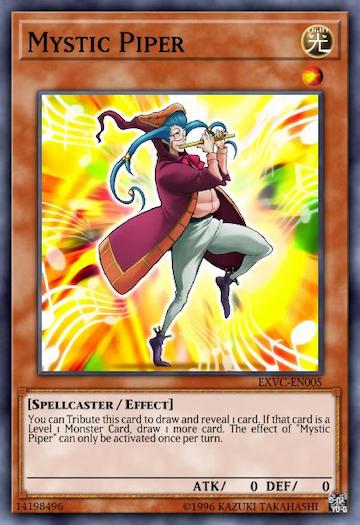 Mystic Piper
LIGHT
光
EXVC-EN005
[Spellcaster / Effect]
You can Tribute this card to draw and reveal 1 card. If that card is a
Level 1 Monster Card, draw 1 more card. The effect of "Mystic
Piper" can only be activated once per turn.
ATK/ 0 DEF/ 0
14198496 ©1996 KAZUKI TAKAHASHI